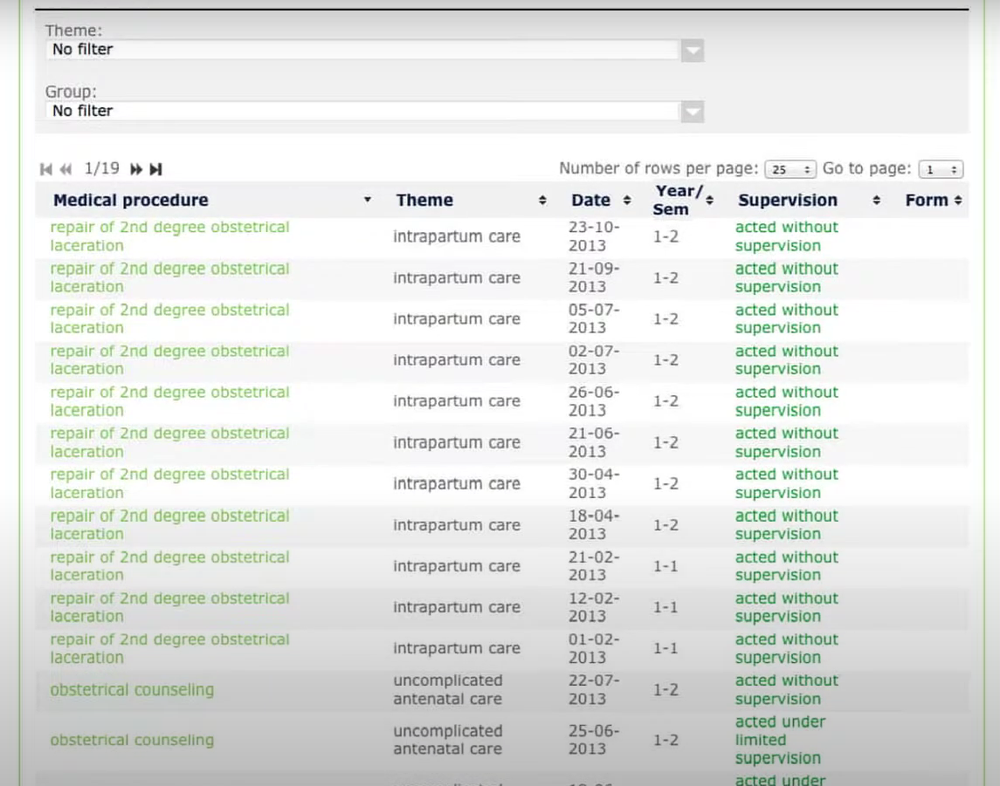 Theme:
No filter
Group:
No filter
1/19 Number of rows per page: 25 Go to page: 1
Medical procedure Theme Date Year/ Sem Supervision Form
repair of 2nd degree obstetrical laceration intrapartum care 23-10-2013 1-2 acted without supervision
repair of 2nd degree obstetrical laceration intrapartum care 21-09-2013 1-2 acted without supervision
repair of 2nd degree obstetrical laceration intrapartum care 05-07-2013 1-2 acted without supervision
repair of 2nd degree obstetrical laceration intrapartum care 02-07-2013 1-2 acted without supervision
repair of 2nd degree obstetrical laceration intrapartum care 26-06-2013 1-2 acted without supervision
repair of 2nd degree obstetrical laceration intrapartum care 21-06-2013 1-2 acted without supervision
repair of 2nd degree obstetrical laceration intrapartum care 30-04-2013 1-2 acted without supervision
repair of 2nd degree obstetrical laceration intrapartum care 18-04-2013 1-2 acted without supervision
repair of 2nd degree obstetrical laceration intrapartum care 21-02-2013 1-1 acted without supervision
repair of 2nd degree obstetrical laceration intrapartum care 12-02-2013 1-1 acted without supervision
repair of 2nd degree obstetrical laceration intrapartum care 01-02-2013 1-1 acted without supervision
obstetrical counseling uncomplicated antenatal care 22-07-2013 1-2 acted without supervision
obstetrical counseling uncomplicated antenatal care 25-06-2013 1-2 acted under limited supervision
acted under